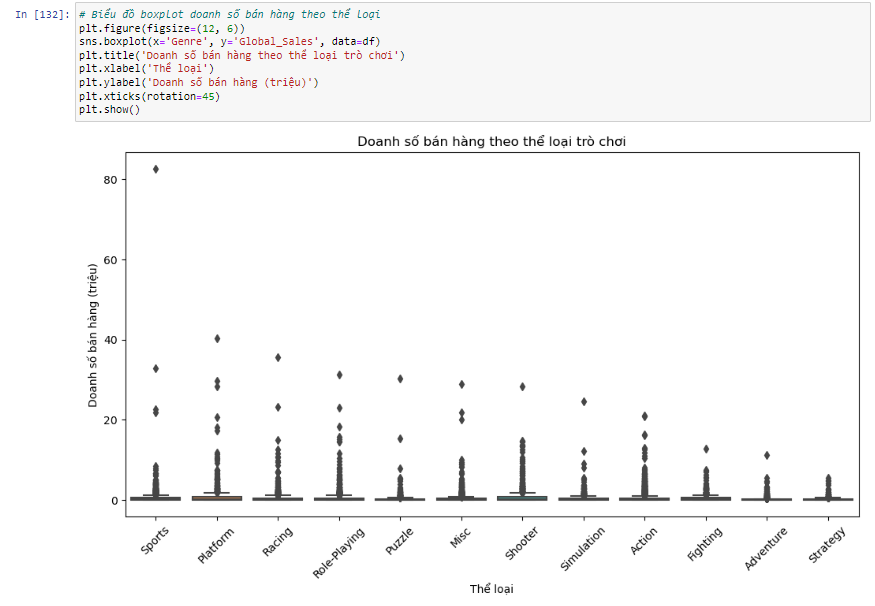 In [132]: # Biểu đồ boxplot doanh số bán hàng theo thể loại
plt.figure(figsize=(12, 6))
sns.boxplot(x='Genre', y='Global_Sales', data=df)
plt.title('Doanh số bán hàng theo thể loại trò chơi')
plt.xlabel('Thể loại')
plt.ylabel('Doanh số bán hàng (triệu)')
plt.xticks(rotation=45)
plt.show()
Doanh số bán hàng theo thể loại trò chơi
Doanh số bán hàng (triệu)
80
60
40
20
0
Sports
Platform
Racing
Role-Playing
Puzzle
Misc
Shooter
Simulation
Action
Fighting
Adventure
Strategy
Thể loại